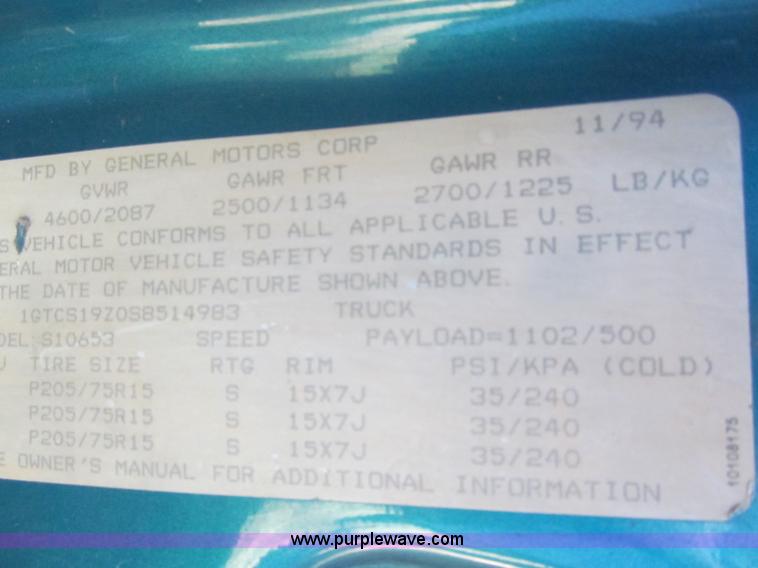 MFD BY GENERAL MOTORS CORP 11/94
GVWR GAWR FRT GAWR RR
4600/2087 2500/1134 2700/1225 LB/KG
S VEHICLE CONFORMS TO ALL APPLICABLE U.S.
ERAL MOTOR VEHICLE SAFETY STANDARDS IN EFFECT
THE DATE OF MANUFACTURE SHOWN ABOVE.
1GTCS19Z0S8514983 TRUCK
DEL:S10653 SPEED PAYLOAD=1102/500
TIRE SIZE RTG RIM PSI/KPA (COLD)
P205/75R15 S 15X7J 35/240
P205/75R15 S 15X7J 35/240
P205/75R15 S 15X7J 35/240
E OWNER'S MANUAL FOR ADDITIONAL INFORMATION
10108175
www.purplewave.com